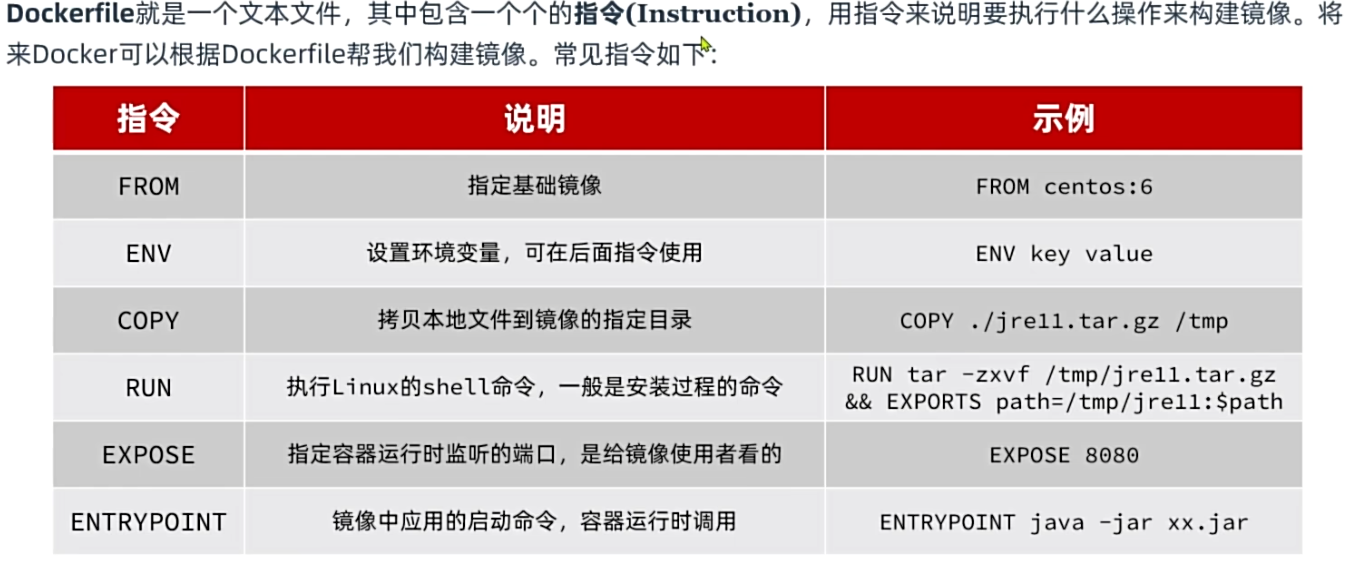 Dockerfile就是一个文本文件，其中包含一个个的指令(Instruction)，用指令来说明要执行什么操作来构建镜像。将
来Docker可以根据Dockerfile帮我们构建镜像。常见指令如下：
指令 说明 示例
FROM 指定基础镜像 FROM centos:6
ENV 设置环境变量，可在后面指令使用 ENV key value
COPY 拷贝本地文件到镜像的指定目录 COPY ./jre11.tar.gz /tmp
RUN 执行Linux的shell命令，一般是安装过程的命令 RUN tar -zxvf /tmp/jre11.tar.gz
&& EXPORTS path=/tmp/jre11:$path
EXPOSE 指定容器运行时监听的端口，是给镜像使用者看的 EXPOSE 8080
ENTRYPOINT 镜像中应用的启动命令，容器运行时调用 ENTRYPOINT java -jar xx.jar